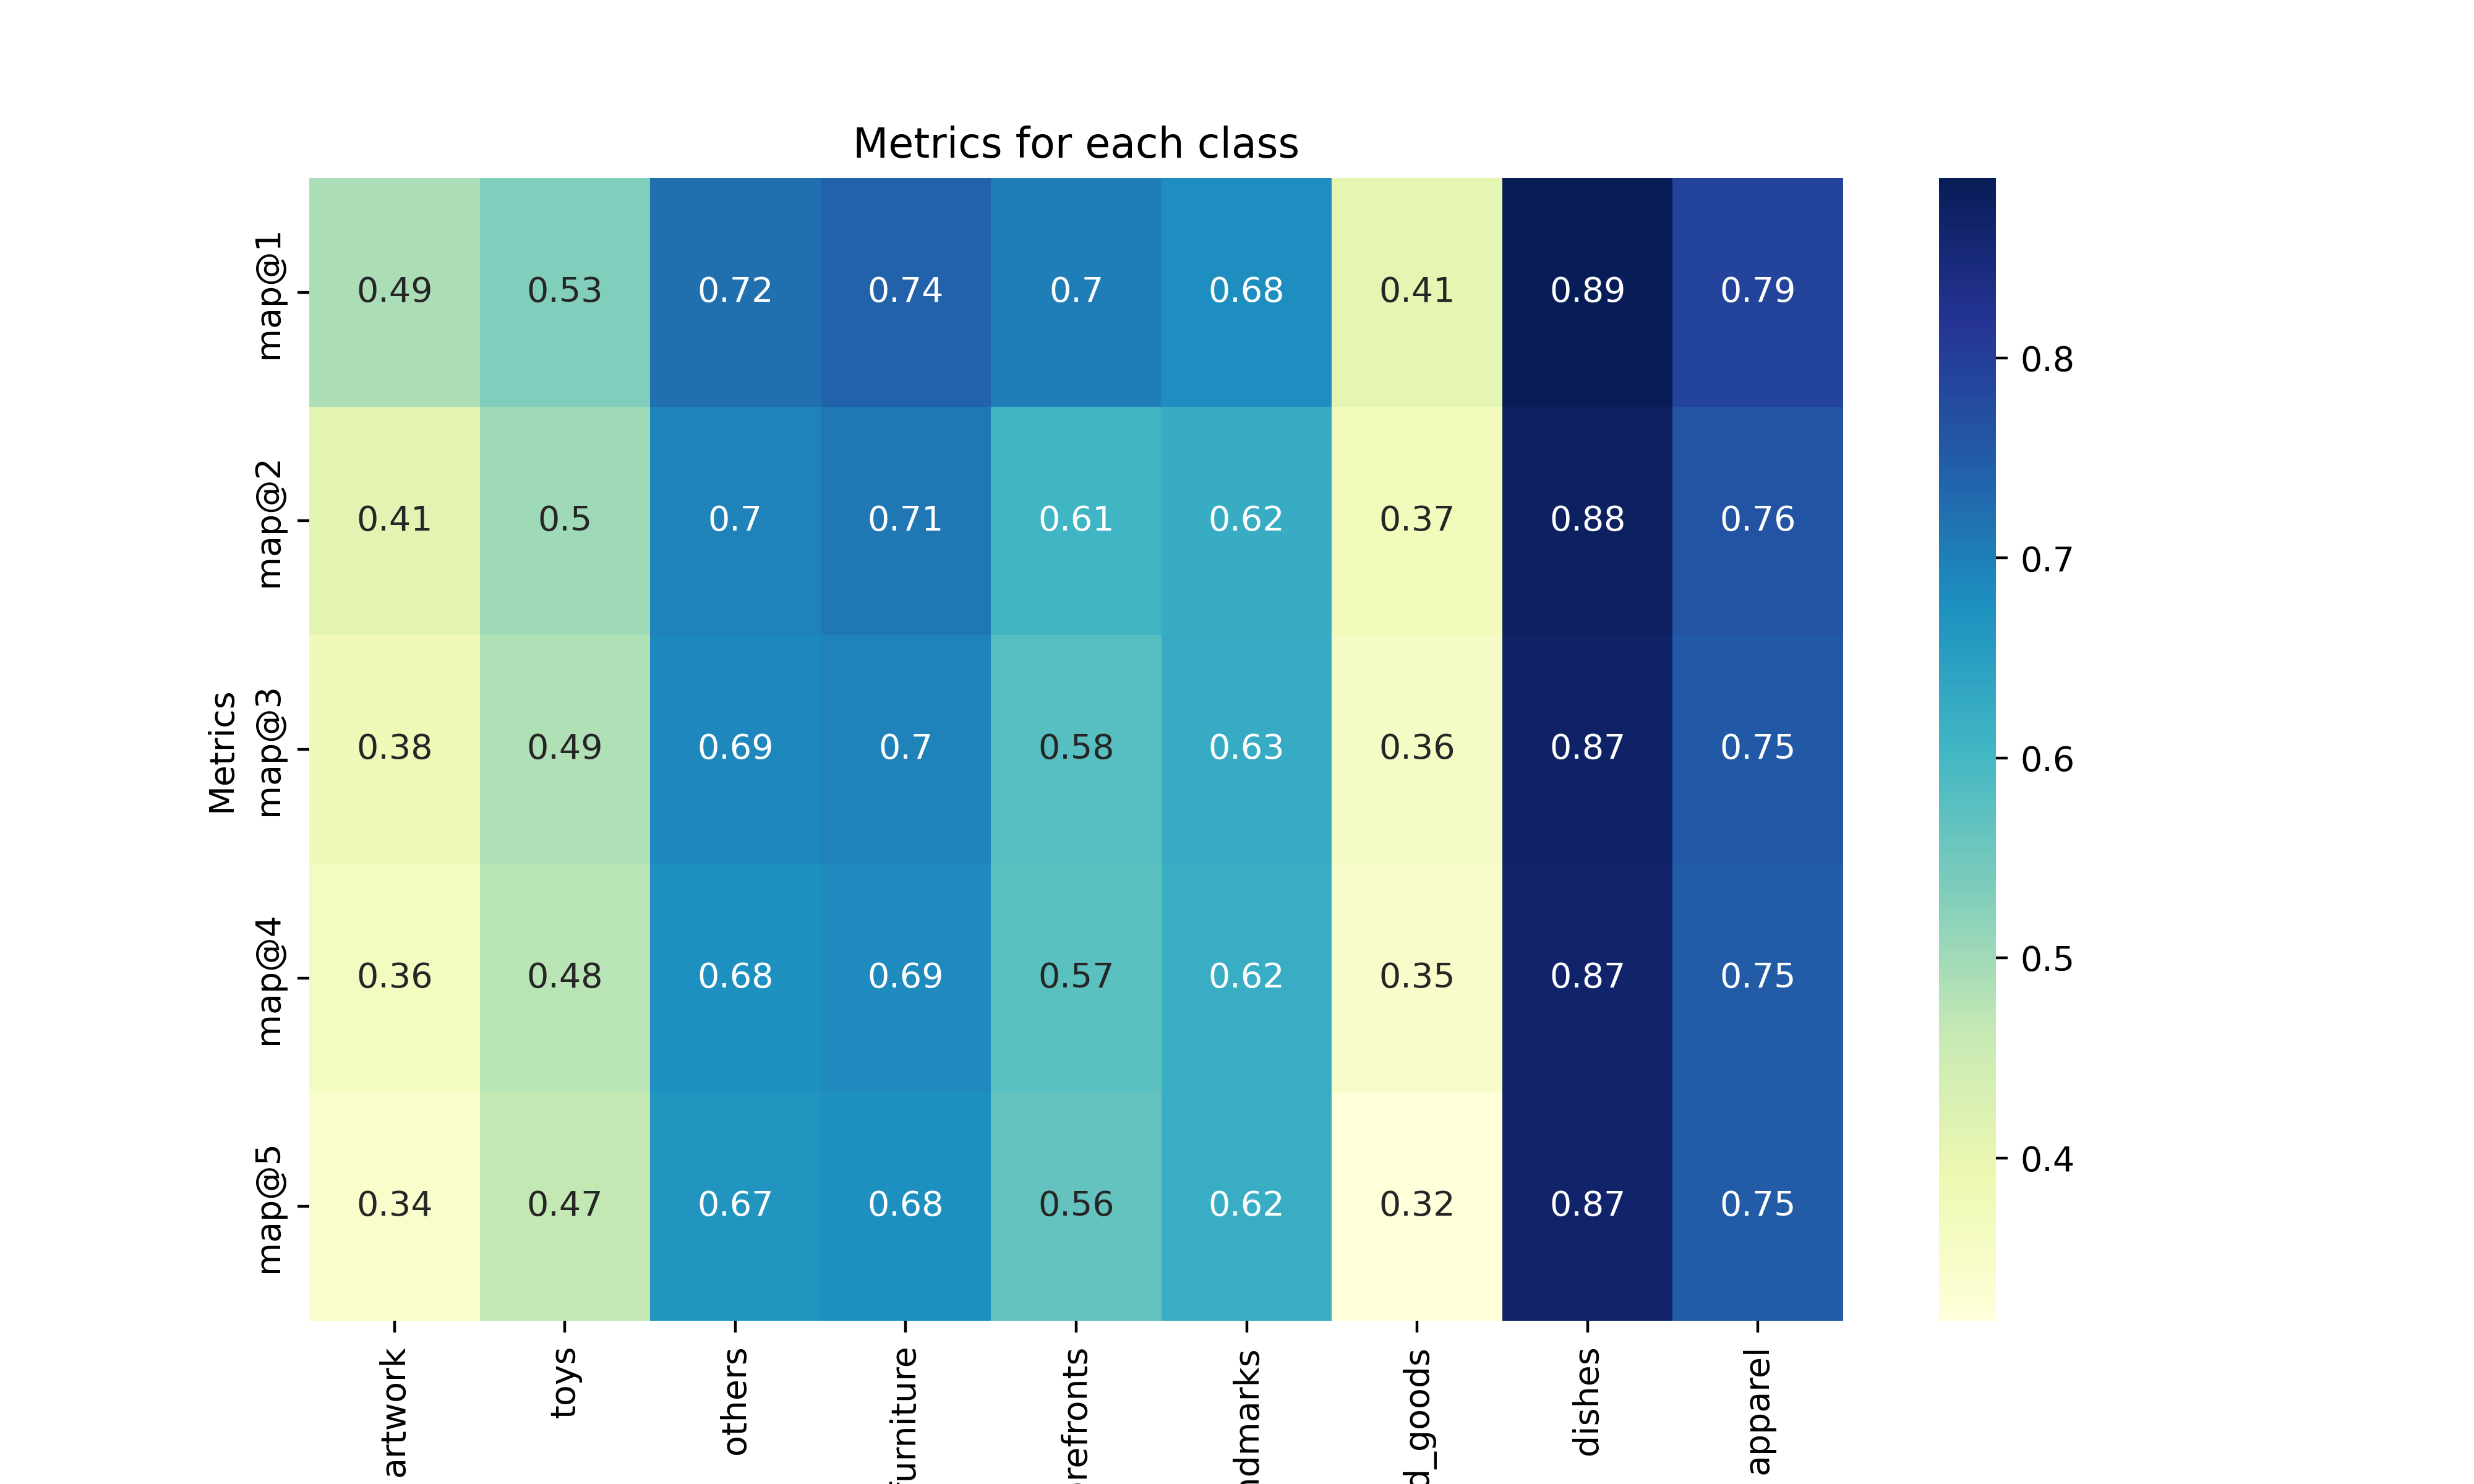 Metrics for each class
map@1 0.49 0.53 0.72 0.74 0.7 0.68 0.41 0.89 0.79
map@2 0.41 0.5 0.7 0.71 0.61 0.62 0.37 0.88 0.76
map@3 0.38 0.49 0.69 0.7 0.58 0.63 0.36 0.87 0.75
map@4 0.36 0.48 0.68 0.69 0.57 0.62 0.35 0.87 0.75
map@5 0.34 0.47 0.67 0.68 0.56 0.62 0.32 0.87 0.75
Metrics
artwork
toys
others
urniture
refronts
dmarks
d_goods
dishes
apparel
0.8
0.7
0.6
0.5
0.4